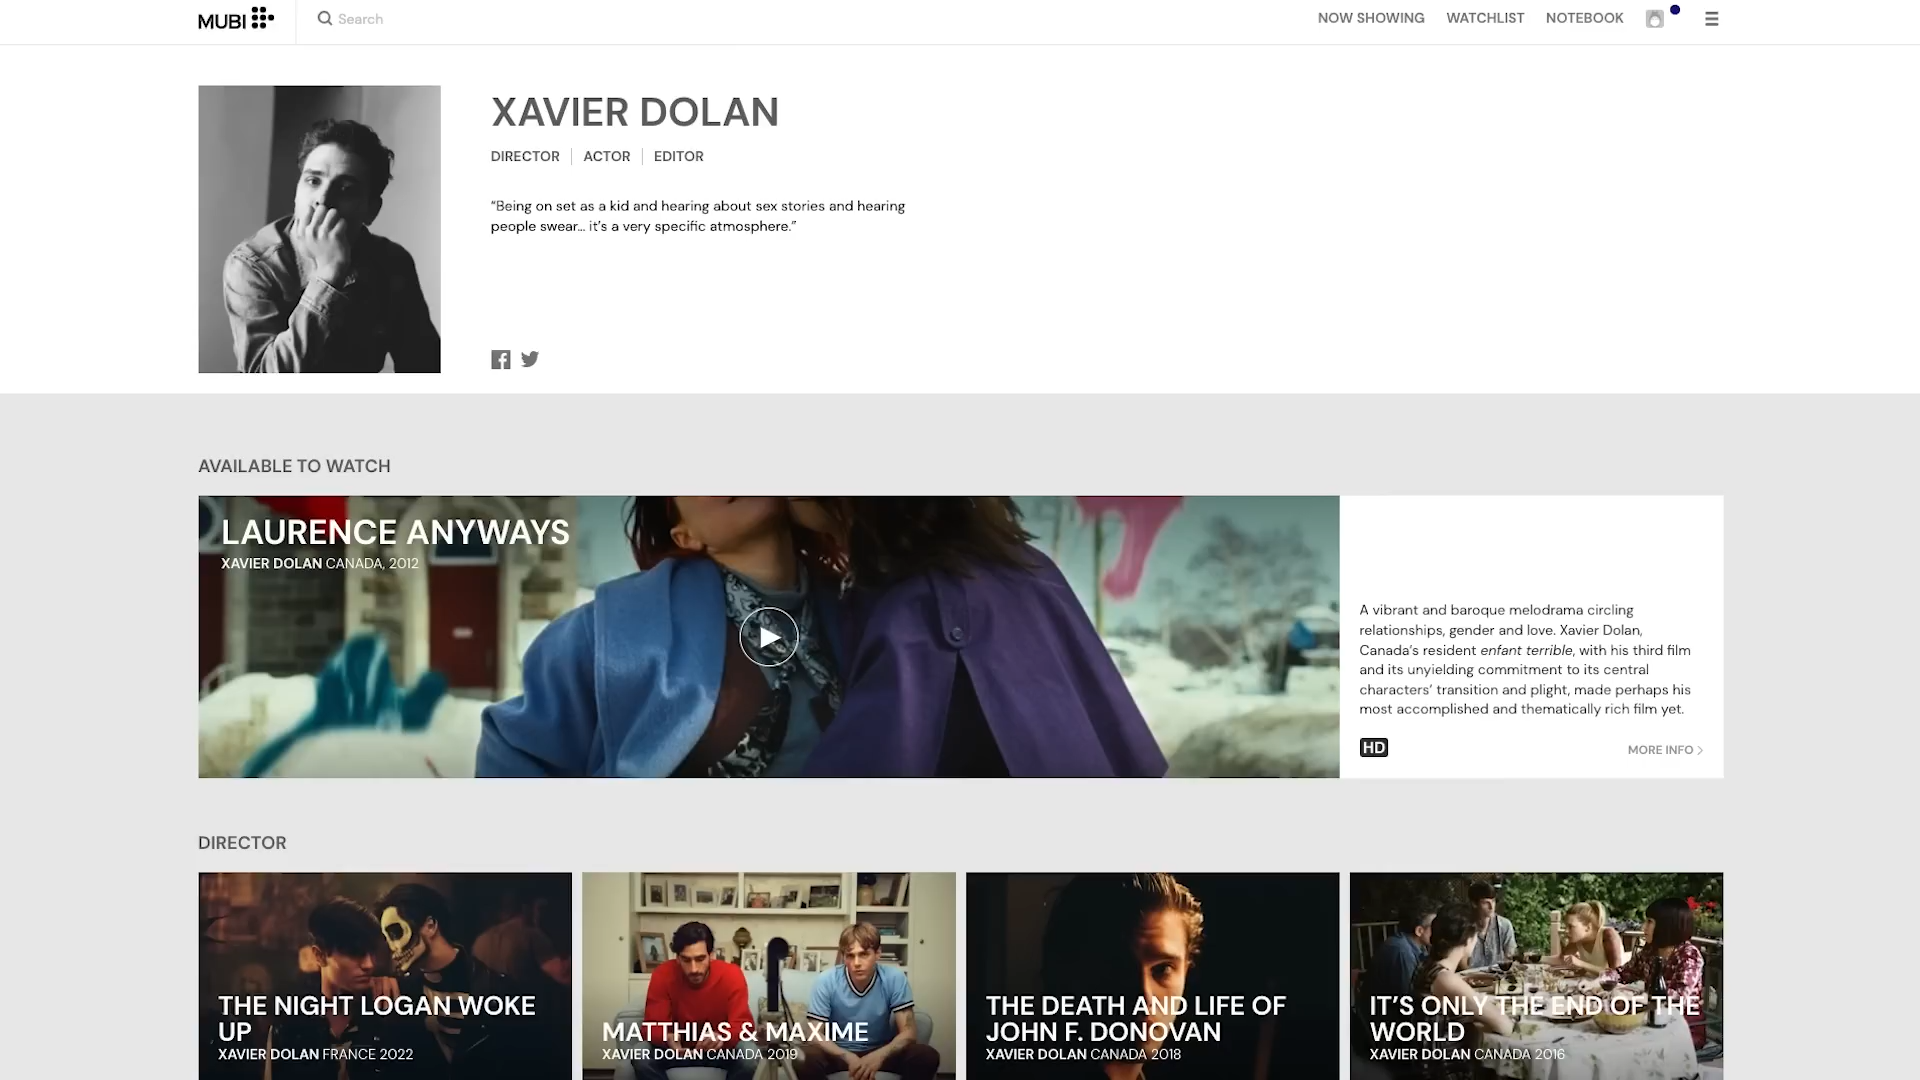 MUBI
Search
NOW SHOWING
WATCHLIST
NOTEBOOK
XAVIER DOLAN
DIRECTOR
ACTOR
EDITOR
“Being on set as a kid and hearing about sex stories and hearing
people swear… it’s a very specific atmosphere.”
AVAILABLE TO WATCH
LAURENCE ANYWAYS
XAVIER DOLAN CANADA, 2012
A vibrant and baroque melodrama circling
relationships, gender and love. Xavier Dolan,
Canada’s resident enfant terrible, with his third film
and its unyielding commitment to its central
characters’ transition and plight, made perhaps his
most accomplished and thematically rich film yet.
HD
MORE INFO
DIRECTOR
THE NIGHT LOGAN WOKE
UP
XAVIER DOLAN FRANCE 2022
MATTHIAS & MAXIME
XAVIER DOLAN CANADA 2019
THE DEATH AND LIFE OF
JOHN F. DONOVAN
XAVIER DOLAN CANADA 2018
IT’S ONLY THE END OF THE
WORLD
XAVIER DOLAN CANADA 2016